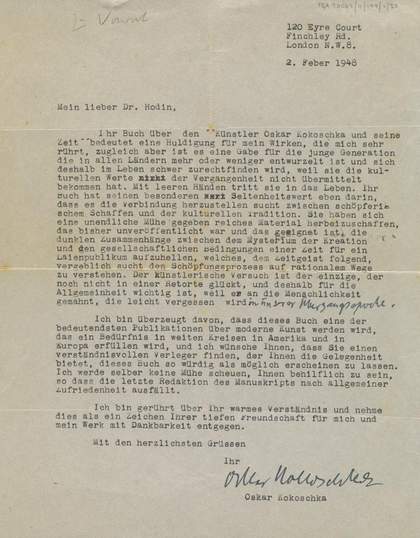 120 Eyre Court
Finchley Rd.
London N.W.8.
2. Feber 1948
Mein lieber Dr. Hodin,
Ihr Buch über den "Künstler Oskar Kokoschka und seine
Zeit" bedeutet eine Huldigung für mein Wirken, die mich sehr
rührt, zugleich aber ist es eine Gabe für die junge Generation
die in allen Ländern mehr oder weniger entwurzelt ist und sich
deshalb im Leben schwer zurechtfinden wird, weil sie die kul-
turellen Werte der Vergangenheit nicht übermittelt
bekommen hat. Mit leeren Händen tritt sie in das Leben. Ihr
Buch hat seinen besonderen Seltenheitswert eben darin,
dass es die Verbindung herzustellen sucht zwischen schöpferi-
schem Schaffen und der kulturellen Tradition. Sie haben sich
eine unendliche Mühe gegeben reiches Material herbeizuschaffen,
das bisher unveröffentlicht war und das geeignet ist, die
dunklen Zusammenhänge zwischen dem Mysterium der Kreation
und den gesellschaftlichen Bedingungen einer Zeit für ein
Laienpublikum aufzuhellen, welches, dem Zeitgeist folgend,
vergeblich sucht den Schöpfungsprozess auf rationalem Wege
zu verstehen. Der künstlerische Versuch ist der einzige, der
noch nicht in einer Retorte glückt, und deshalb für die
Allgemeinheit wichtig ist, weil er an die Menschlichkeit
gemahnt, die leicht vergessen wird, in dieser Übergangsepoche.
Ich bin überzeugt davon, dass dieses Buch eine der
bedeutendsten Publikationen über moderne Kunst werden wird,
das ein Bedürfnis in weiten Kreisen in Amerika und in
Europa erfüllen wird, und ich wünsche Ihnen, dass Sie einen
verständnisvollen Verleger finden, der Ihnen die Gelegenheit
bietet, dieses Buch so würdig als möglich erscheinen zu lassen.
Ich werde selber keine Mühe scheuen, Ihnen behilflich zu sein,
so dass die letzte Redaktion des Manuskripts nach allgemeiner
Zufriedenheit ausfällt.
Ich bin gerührt über Ihr warmes Verständnis und nehme
dies als ein Zeichen Ihrer tiefen Freundschaft für mich und
mein Werk mit Dankbarkeit entgegen.
Mit den herzlichsten Grüssen
Ihr
Oskar Kokoschka
Oskar Kokoschka